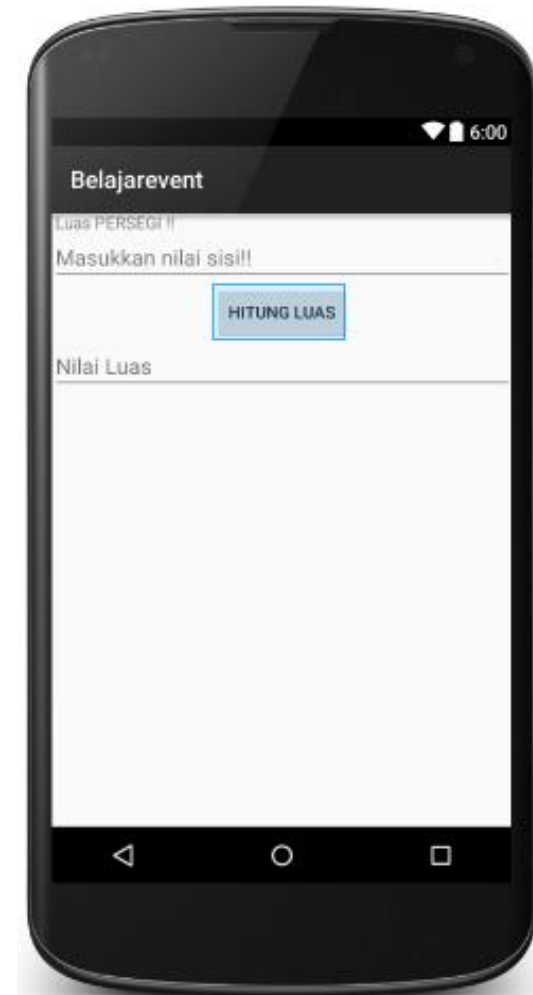 6:00
Belajarevent
Luas PERSEGI !!
Masukkan nilai sisi!!
HITUNG LUAS
Nilai Luas